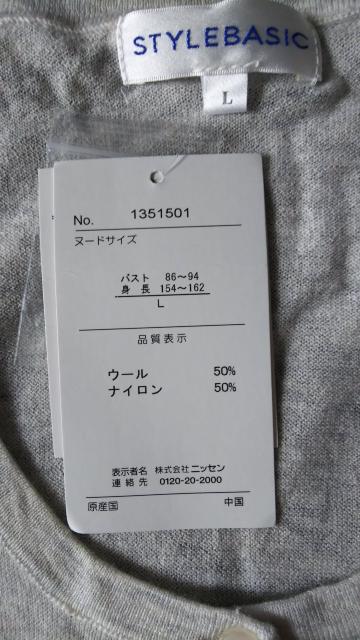 STYLEBASIC
L
No. 1351501
ヌードサイズ
バスト 86～94
身長 154～162
L
品質表示
ウール 50%
ナイロン 50%
表示者名 株式会社ニッセン
連絡先 0120-20-2000
原産国 中国